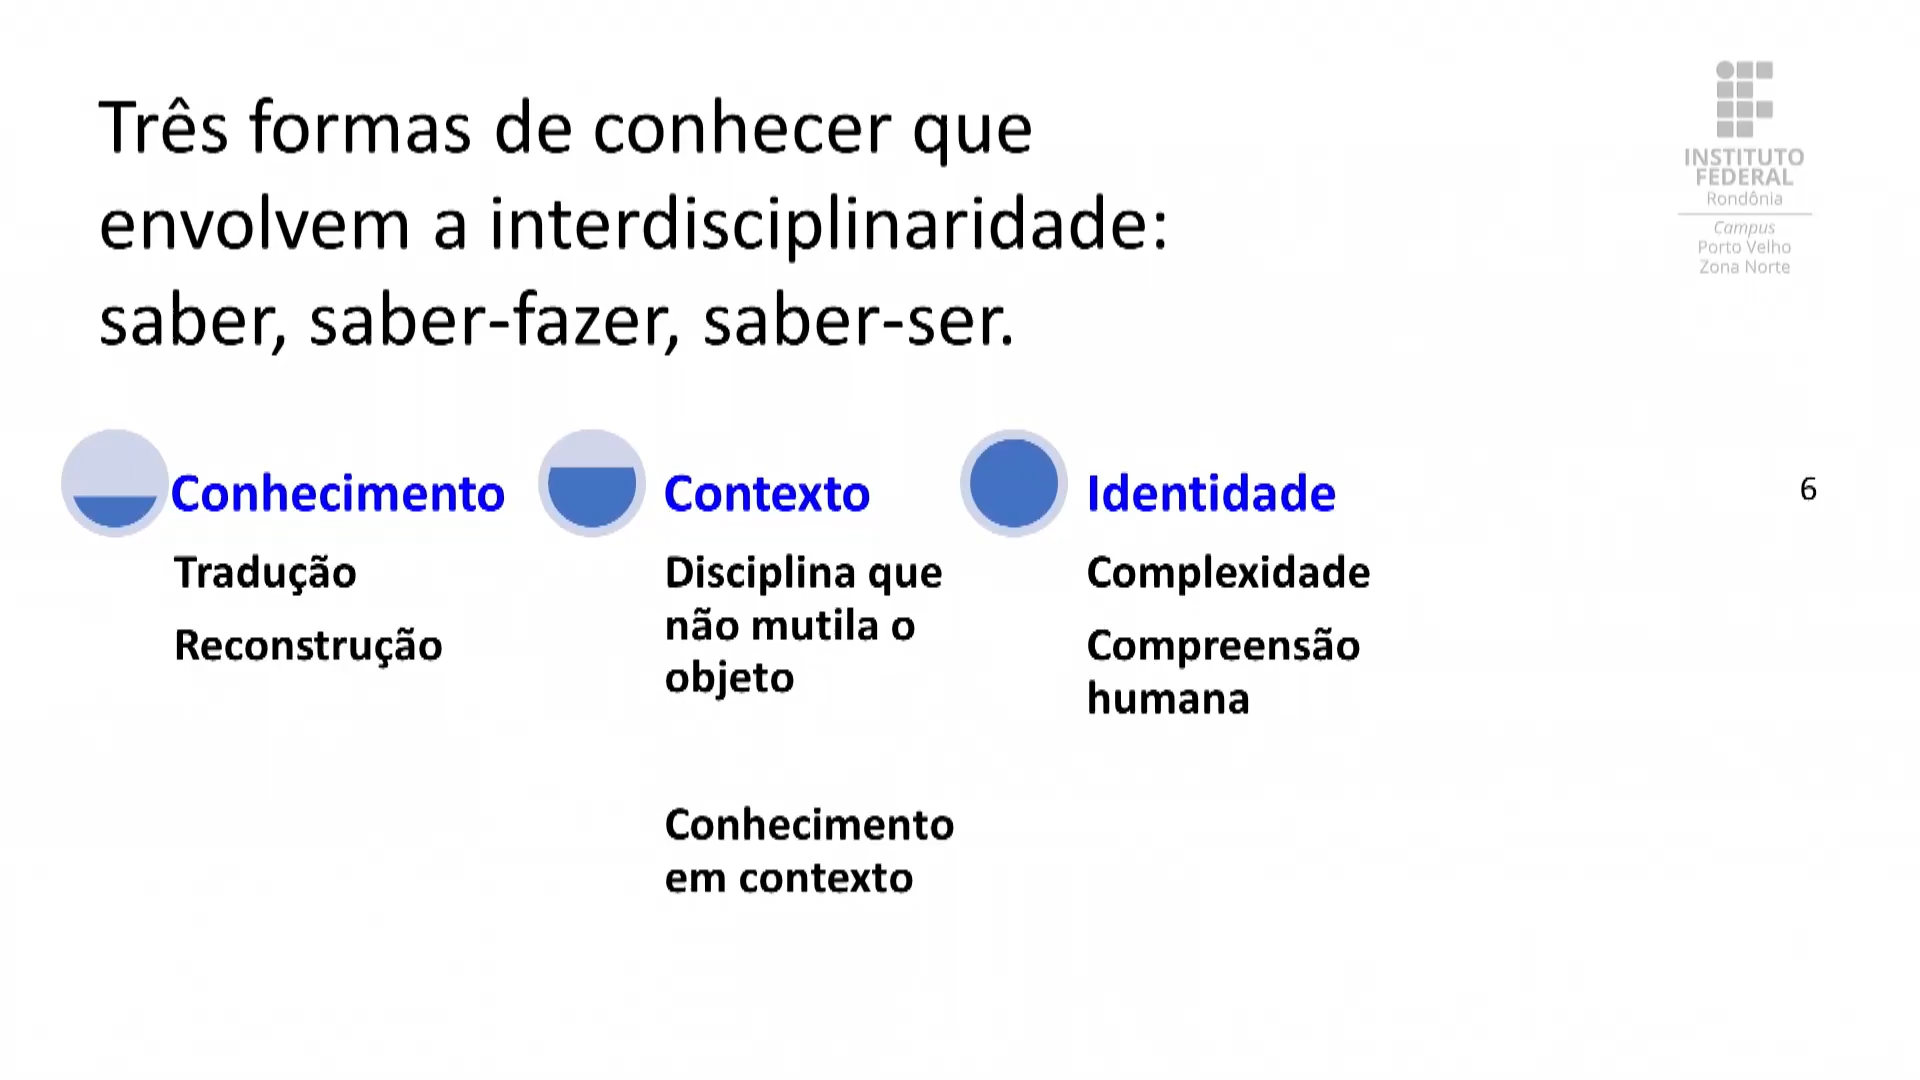 Três formas de conhecer que
envolvem a interdisciplinaridade:
saber, saber-fazer, saber-ser.
INSTITUTO
FEDERAL
Rondônia
Campus
Porto Velho
Zona Norte
Conhecimento
Tradução
Reconstrução
Contexto
Disciplina que
não mutila o
objeto
Conhecimento
em contexto
Identidade
Complexidade
Compreensão
humana
6